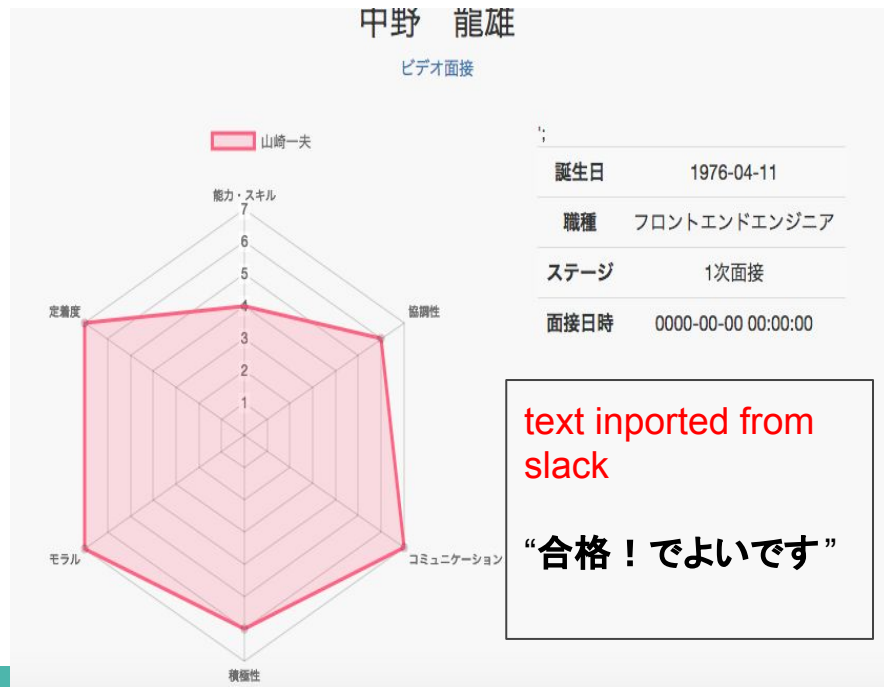 中野　龍雄
ビデオ面接
山崎一夫
能力・スキル
7
6
5
4
3
2
1
協調性
コミュニケーション
積極性
モラル
定着度
';
誕生日 1976-04-11
職種 フロントエンドエンジニア
ステージ 1次面接
面接日時 0000-00-00 00:00:00
text inported from
slack
“合格！でよいです”